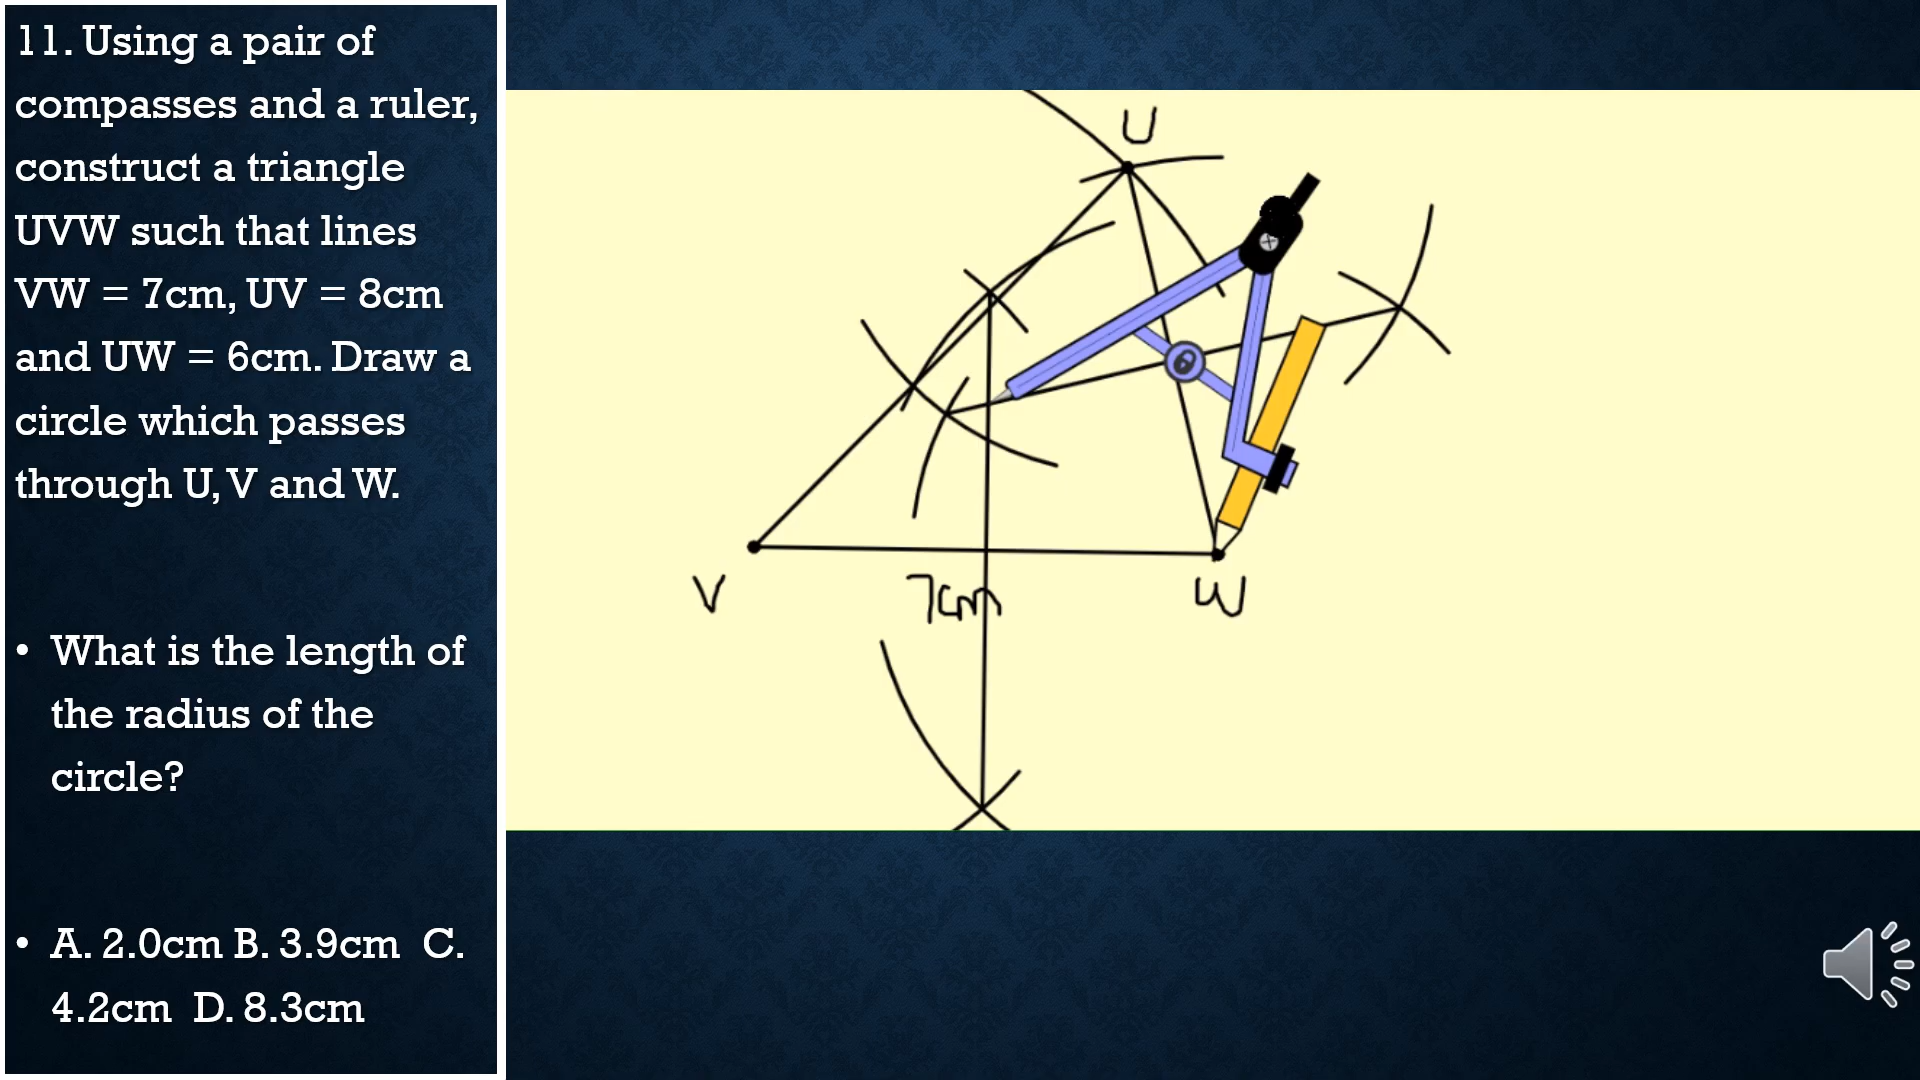 11. Using a pair of
compasses and a ruler,
construct a triangle
UVW such that lines
VW = 7cm, UV = 8cm
and UW = 6cm. Draw a
circle which passes
through U, V and W.
• What is the length of
the radius of the
circle?
• A. 2.0cm B. 3.9cm C.
4.2cm D. 8.3cm
U
V
7cm
W